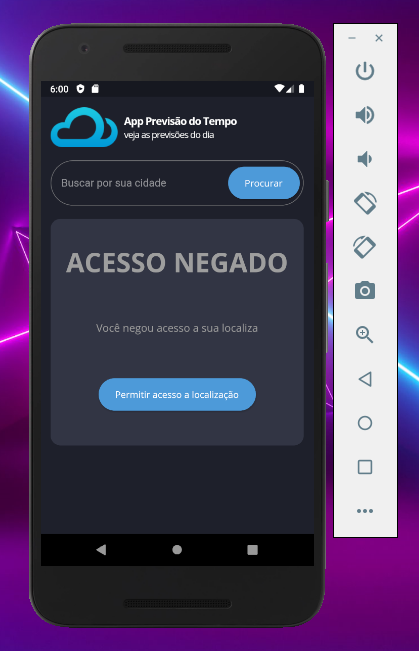 6:00
App Previsão do Tempo
veja as previsões do dia
Buscar por sua cidade
Procurar
ACESSO NEGADO
Você negou acesso a sua localiza
Permitir acesso a localização